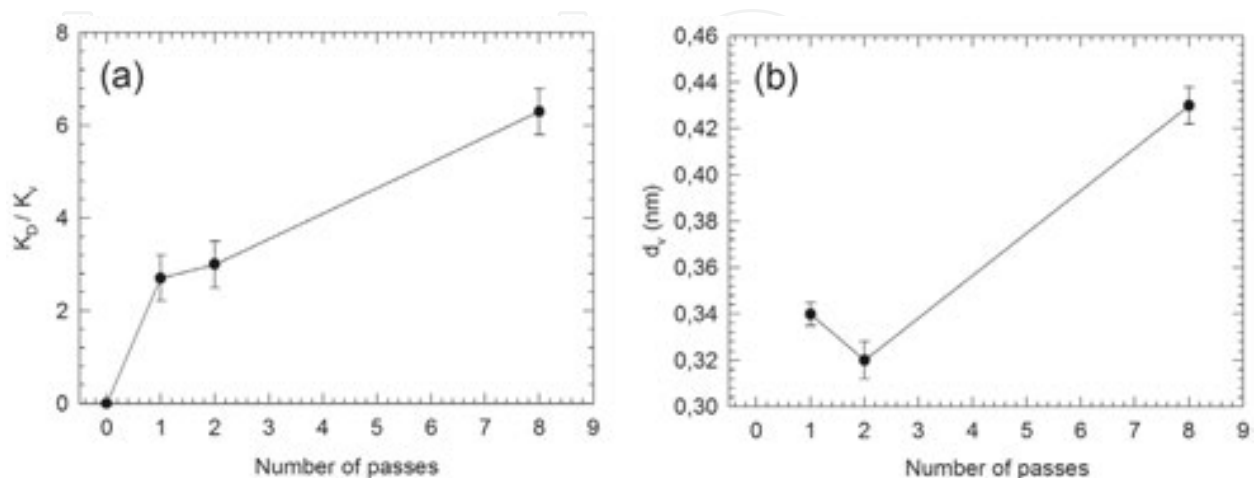 (a)
8
6
4
2
0
K_D / K_v
0 1 2 3 4 5 6 7 8 9
Number of passes
(b)
0,46
0,44
0,42
0,40
0,38
0,36
0,34
0,32
0,30
d_v (nm)
0 1 2 3 4 5 6 7 8 9
Number of passes